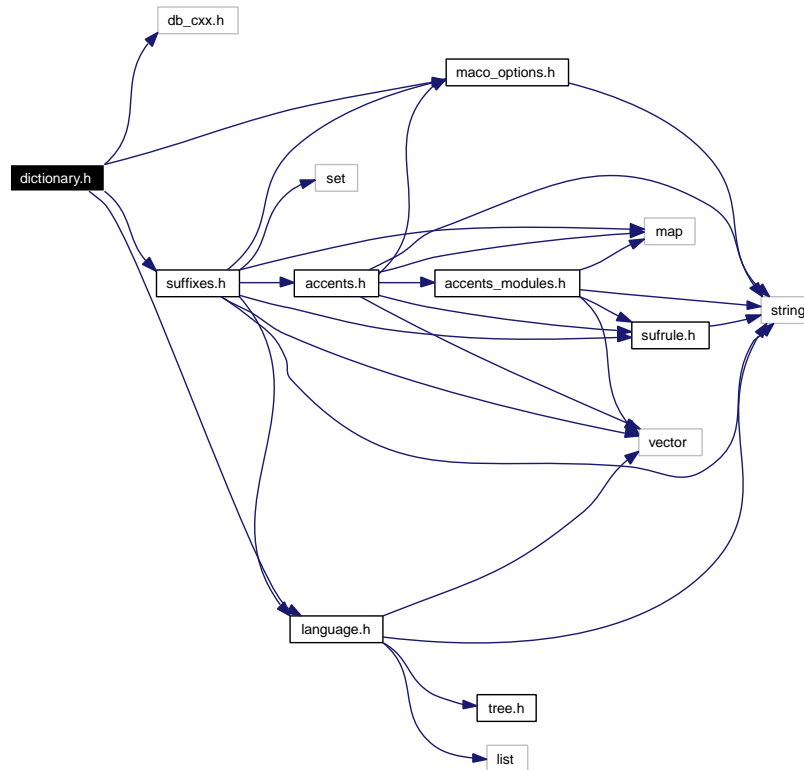 db_cxx.h
maco_options.h
dictionary.h
set
map
suffixes.h
accents.h
accents_modules.h
string
sufrule.h
vector
language.h
tree.h
list